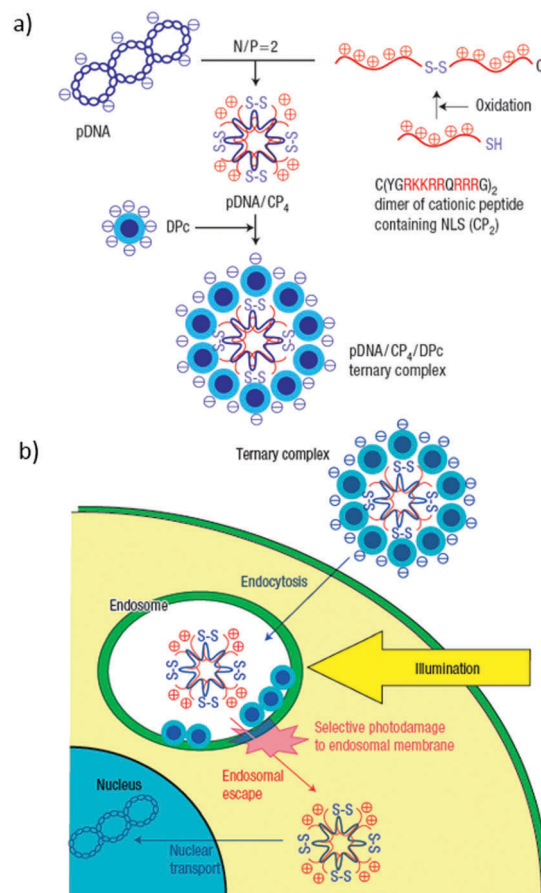 a)
N/P=2
S-S
C
pDNA
Oxidation
SH
S-S
S-S
S-S
S-S
pDNA/CP4
C(YGRKKRRQRRRG)2
dimer of cationic peptide
containing NLS (CP2)
DPc
S-S
S-S
S-S
S-S
pDNA/CP4/DPc
ternary complex
b)
Ternary complex
S-S
S-S
S-S
S-S
Endocytosis
Endosome
S-S
S-S
S-S
S-S
Illumination
Selective photodamage
to endosomal membrane
Endosomal
escape
Nucleus
S-S
S-S
S-S
S-S
Nuclear
transport